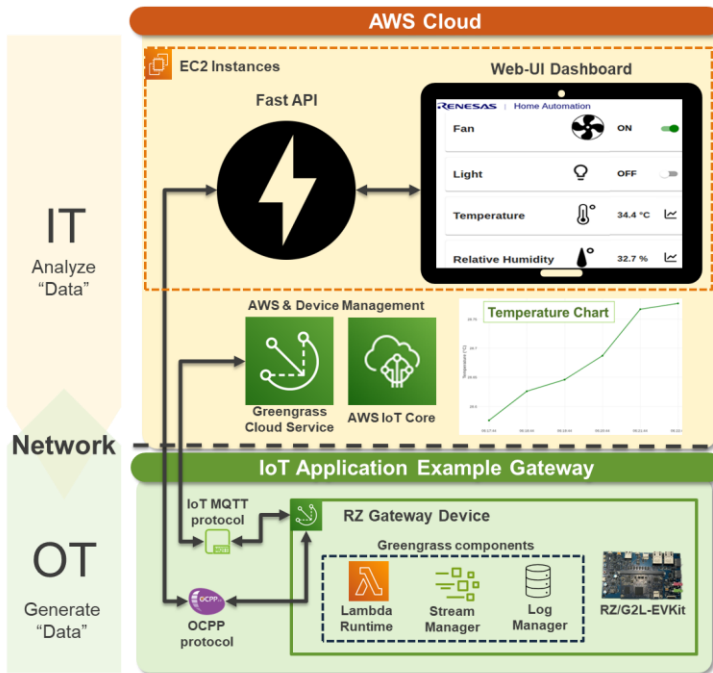 AWS Cloud
EC2 Instances
Fast API
Web-UI Dashboard
RENESAS | Home Automation
Fan ON
Light OFF
Temperature 34.4 °C
Relative Humidity 32.7 %
IT
Analyze
“Data”
AWS & Device Management
Greengrass
Cloud Service
AWS IoT Core
Temperature Chart
Temperature (°C)
Network
IoT Application Example Gateway
IoT MQTT
protocol
RZ Gateway Device
Greengrass components
Lambda
Runtime
Stream
Manager
Log
Manager
RZ/G2L-EVKit
OT
Generate
“Data”
OCPP
OCPP
protocol